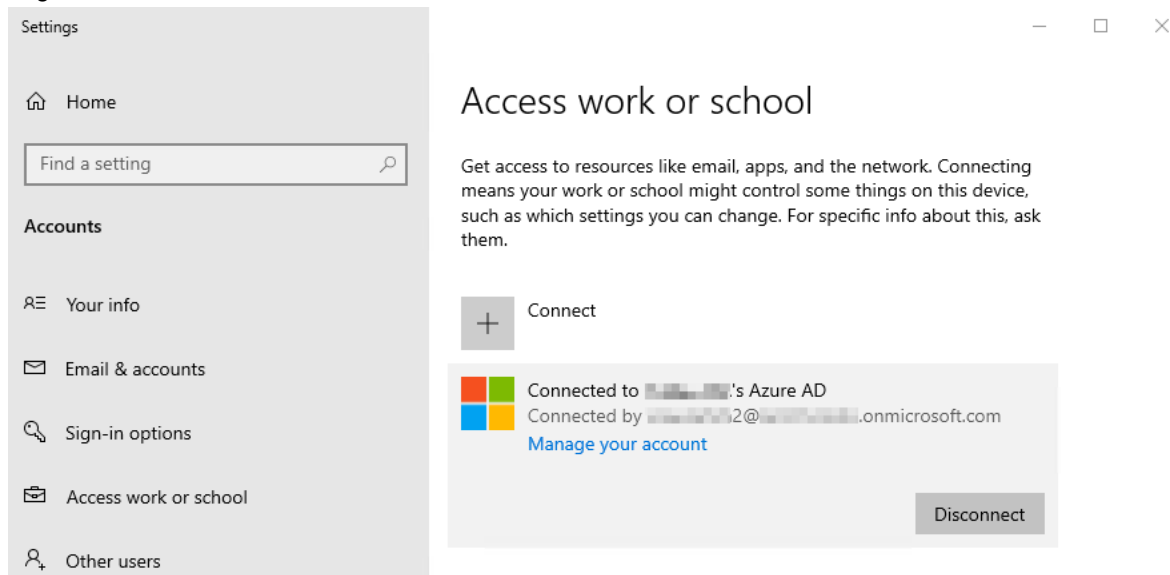 Settings
Home
Find a setting
Accounts
Your info
Email & accounts
Sign-in options
Access work or school
Other users
Access work or school
Get access to resources like email, apps, and the network. Connecting
means your work or school might control some things on this device,
such as which settings you can change. For specific info about this, ask
them.
Connect
Connected to 's Azure AD
Connected by 2@ .onmicrosoft.com
Manage your account
Disconnect